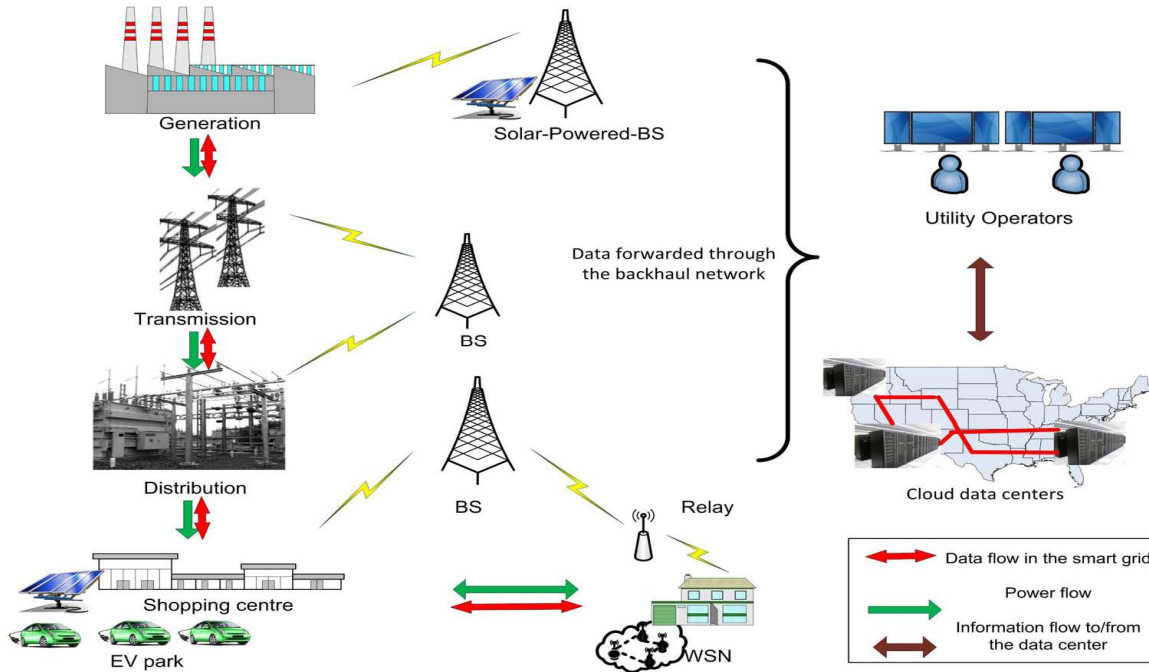 Generation
Solar-Powered-BS
Utility Operators
Data forwarded through
the backhaul network
Transmission
BS
Distribution
BS
Relay
Cloud data centers
Shopping centre
WSN
EV park
Data flow in the smart grid
Power flow
Information flow to/from
the data center